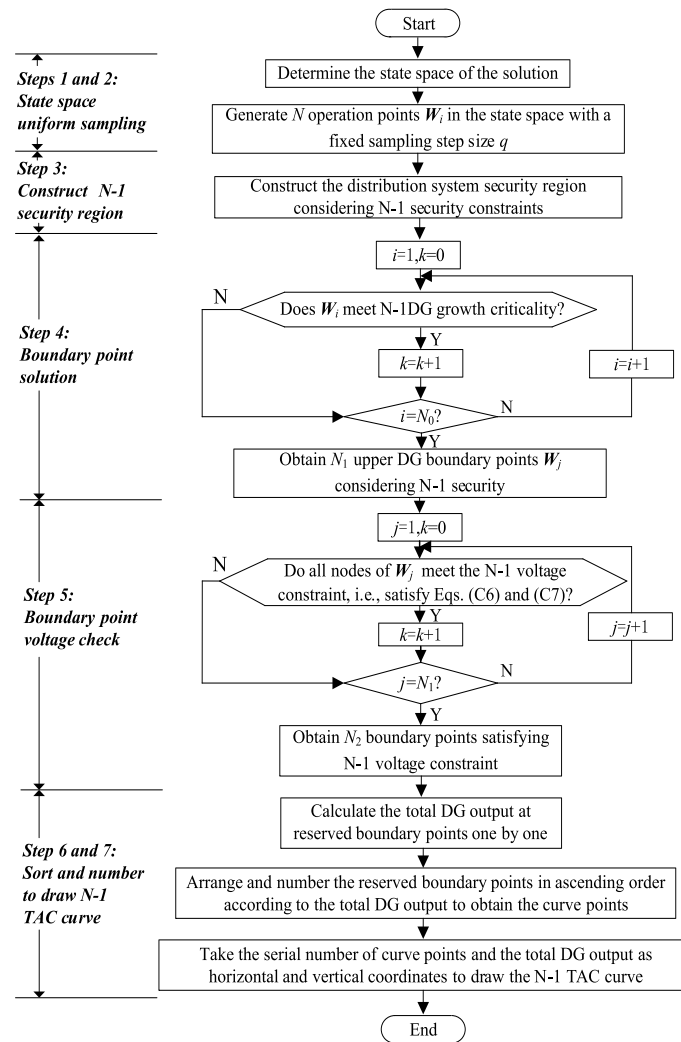 Start
Steps 1 and 2:
State space
uniform sampling
Determine the state space of the solution
Generate N operation points Wi in the state space with a
fixed sampling step size q
Step 3:
Construct N-1
security region
Construct the distribution system security region
considering N-1 security constraints
Step 4:
Boundary point
solution
i=1,k=0
N
Does Wi meet N-1DG growth criticality?
Y
k=k+1
i=i+1
i=N0?
N
Y
Obtain N1 upper DG boundary points Wj
considering N-1 security
Step 5:
Boundary point
voltage check
j=1,k=0
N
Do all nodes of Wj meet the N-1 voltage
constraint, i.e., satisfy Eqs. (C6) and (C7)?
Y
k=k+1
j=j+1
j=N1?
N
Y
Obtain N2 boundary points satisfying
N-1 voltage constraint
Step 6 and 7:
Sort and number
to draw N-1
TAC curve
Calculate the total DG output at
reserved boundary points one by one
Arrange and number the reserved boundary points in ascending order
according to the total DG output to obtain the curve points
Take the serial number of curve points and the total DG output as
horizontal and vertical coordinates to draw the N-1 TAC curve
End